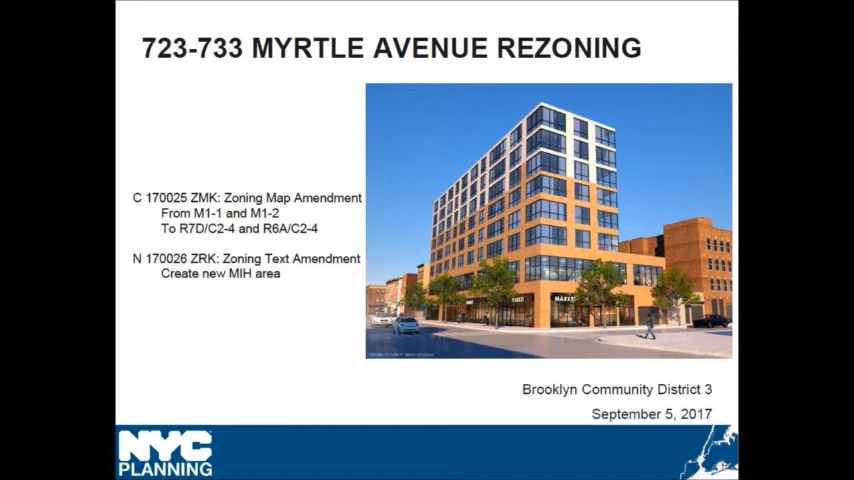 723-733 MYRTLE AVENUE REZONING
C 170025 ZMK: Zoning Map Amendment
From M1-1 and M1-2
To R7D/C2-4 and R6A/C2-4
N 170026 ZRK: Zoning Text Amendment
Create new MIH area
MARKET
MARKET
Brooklyn Community District 3
September 5, 2017
NYC
PLANNING